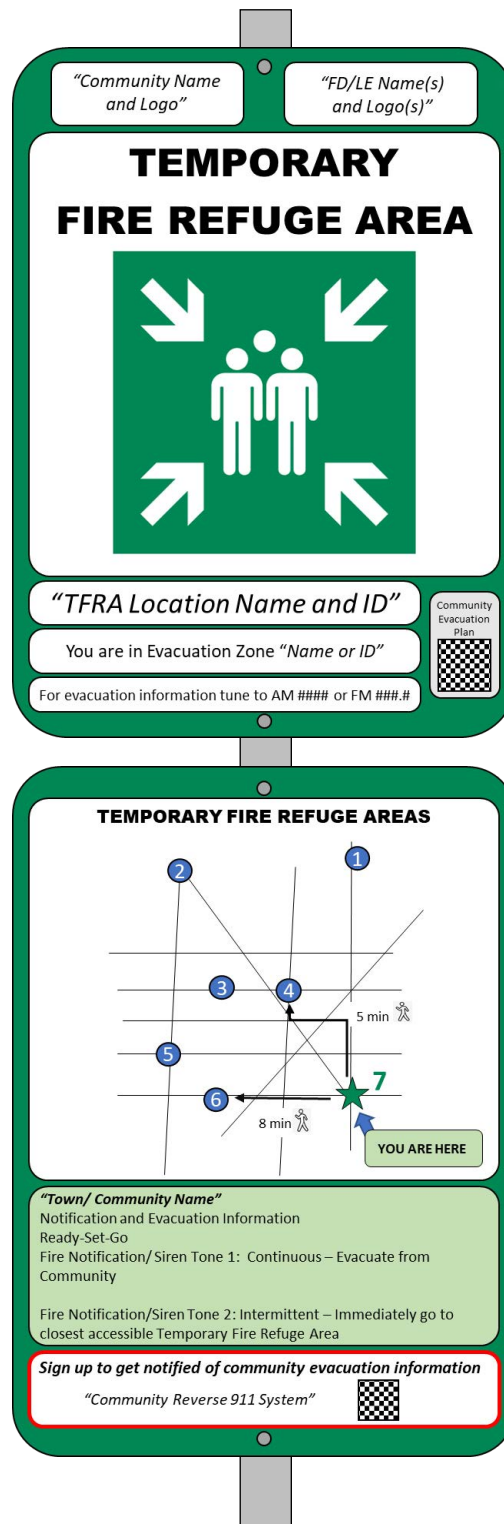 “Community Name
and Logo”
“FD/LE Name(s)
and Logo(s)”
TEMPORARY
FIRE REFUGE AREA
“TFRA Location Name and ID”
You are in Evacuation Zone “Name or ID”
For evacuation information tune to AM #### or FM ###.#
Community
Evacuation
Plan
TEMPORARY FIRE REFUGE AREAS
1
2
3
4
5 min
5
7
6
8 min
YOU ARE HERE
“Town/ Community Name”
Notification and Evacuation Information
Ready-Set-Go
Fire Notification/ Siren Tone 1:  Continuous – Evacuate from
Community
Fire Notification/Siren Tone 2: Intermittent – Immediately go to
closest accessible Temporary Fire Refuge Area
Sign up to get notified of community evacuation information
“Community Reverse 911 System”